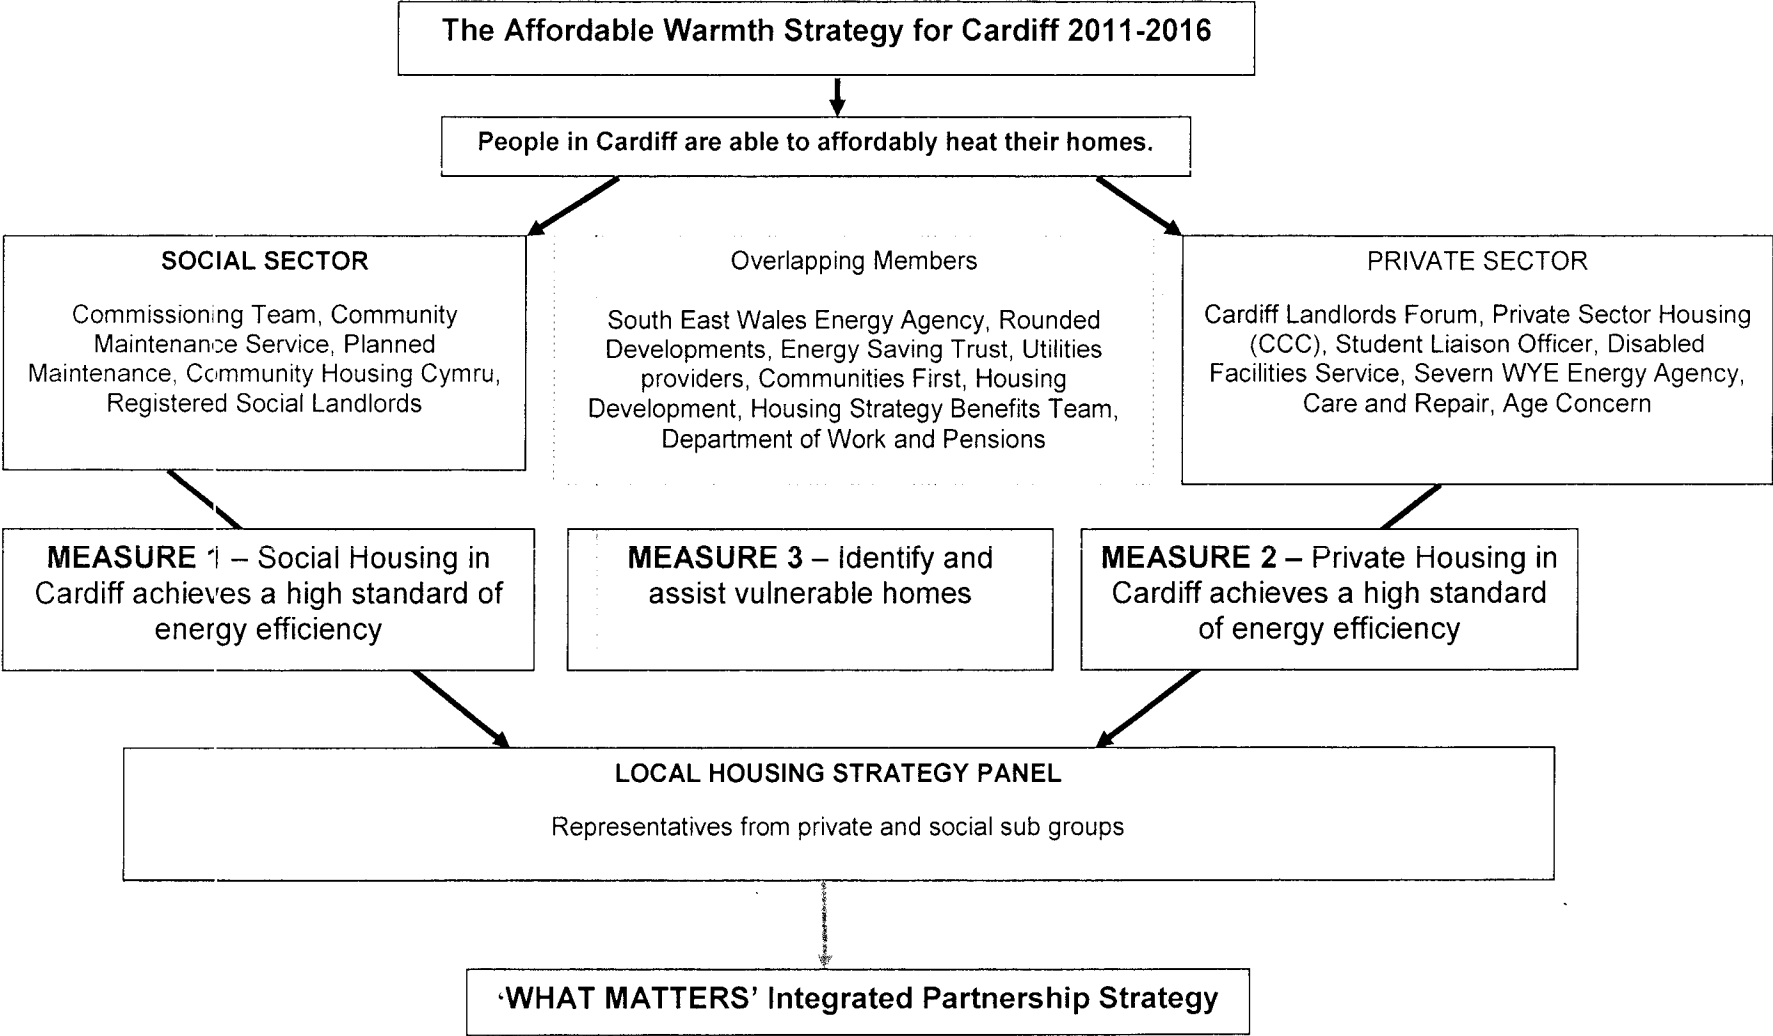 The Affordable Warmth Strategy for Cardiff 2011-2016
People in Cardiff are able to affordably heat their homes.
SOCIAL SECTOR
Commissioning Team, Community
Maintenance Service, Planned
Maintenance, Community Housing Cymru,
Registered Social Landlords
Overlapping Members
South East Wales Energy Agency, Rounded
Developments, Energy Saving Trust, Utilities
providers, Communities First, Housing
Development, Housing Strategy Benefits Team,
Department of Work and Pensions
PRIVATE SECTOR
Cardiff Landlords Forum, Private Sector Housing
(CCC), Student Liaison Officer, Disabled
Facilities Service, Severn WYE Energy Agency,
Care and Repair, Age Concern
MEASURE 1 – Social Housing in
Cardiff achieves a high standard of
energy efficiency
MEASURE 3 – Identify and
assist vulnerable homes
MEASURE 2 – Private Housing in
Cardiff achieves a high standard
of energy efficiency
LOCAL HOUSING STRATEGY PANEL
Representatives from private and social sub groups
‘WHAT MATTERS’ Integrated Partnership Strategy